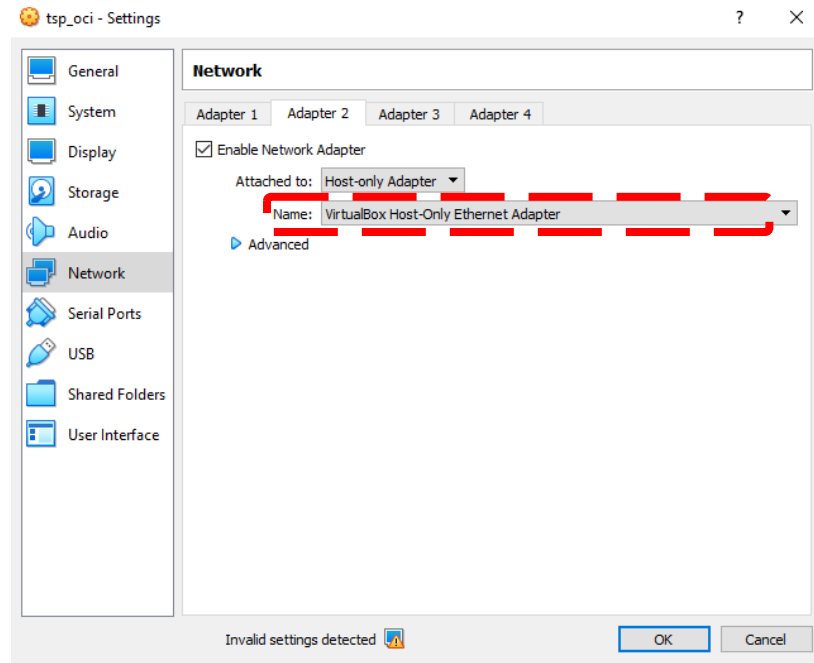 tsp_oci - Settings
?
General
System
Display
Storage
Audio
Network
Serial Ports
USB
Shared Folders
User Interface
Network
Adapter 1 Adapter 2 Adapter 3 Adapter 4
Enable Network Adapter
Attached to: Host-only Adapter
Name: VirtualBox Host-Only Ethernet Adapter
Advanced
Invalid settings detected
OK Cancel